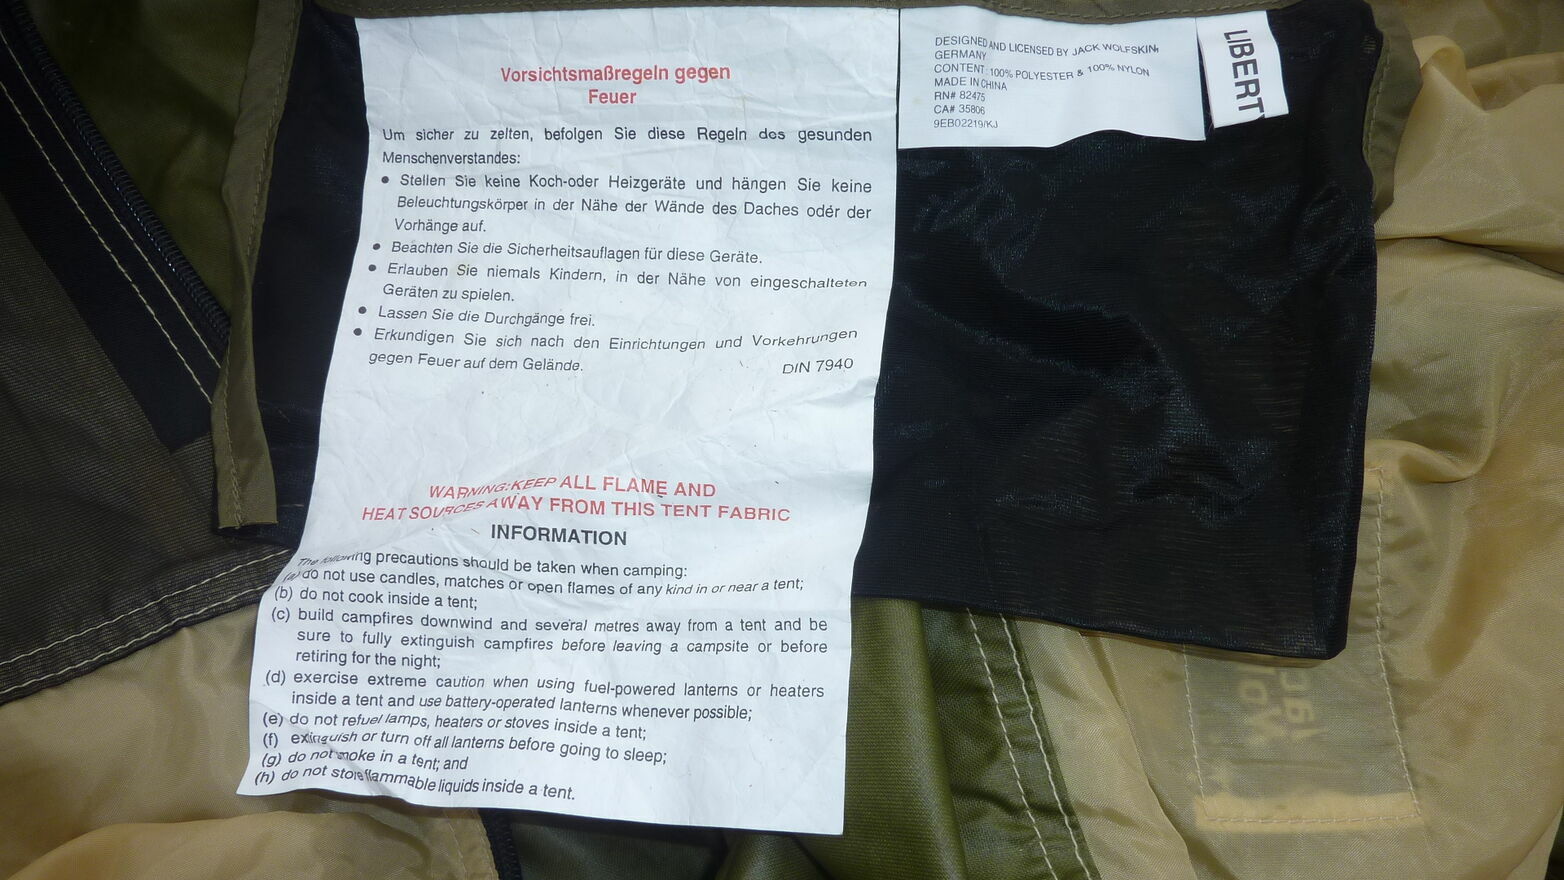 Vorsichtsmaßregeln gegen
Feuer
Um sicher zu zelten, befolgen Sie diese Regeln des gesunden
Menschenverstandes:
• Stellen Sie keine Koch-oder Heizgeräte und hängen Sie keine
Beleuchtungskörper in der Nähe der Wände des Daches oder der
Vorhänge auf.
• Beachten Sie die Sicherheitsauflagen für diese Geräte.
• Erlauben Sie niemals Kindern, in der Nähe von eingeschalteten
Geräten zu spielen.
• Lassen Sie die Durchgänge frei.
• Erkundigen Sie sich nach den Einrichtungen und Vorkehrungen
gegen Feuer auf dem Gelände.
DIN 7940
WARNING: KEEP ALL FLAME AND
HEAT SOURCES AWAY FROM THIS TENT FABRIC
INFORMATION
The following precautions should be taken when camping:
(a) do not use candles, matches or open flames of any kind in or near a tent;
(b) do not cook inside a tent;
(c) build campfires downwind and several metres away from a tent and be
sure to fully extinguish campfires before leaving a campsite or before
retiring for the night;
(d) exercise extreme caution when using fuel-powered lanterns or heaters
inside a tent and use battery-operated lanterns whenever possible;
(e) do not refuel lamps, heaters or stoves inside a tent;
(f) extinguish or turn off all lanterns before going to sleep;
(g) do not smoke in a tent; and
(h) do not store flammable liquids inside a tent.
DESIGNED AND LICENSED BY JACK WOLFSKIN,
GERMANY
CONTENT: 100% POLYESTER & 100% NYLON
MADE IN CHINA
RN# 82475
CA# 35806
9EB02219/KJ
LIBERT